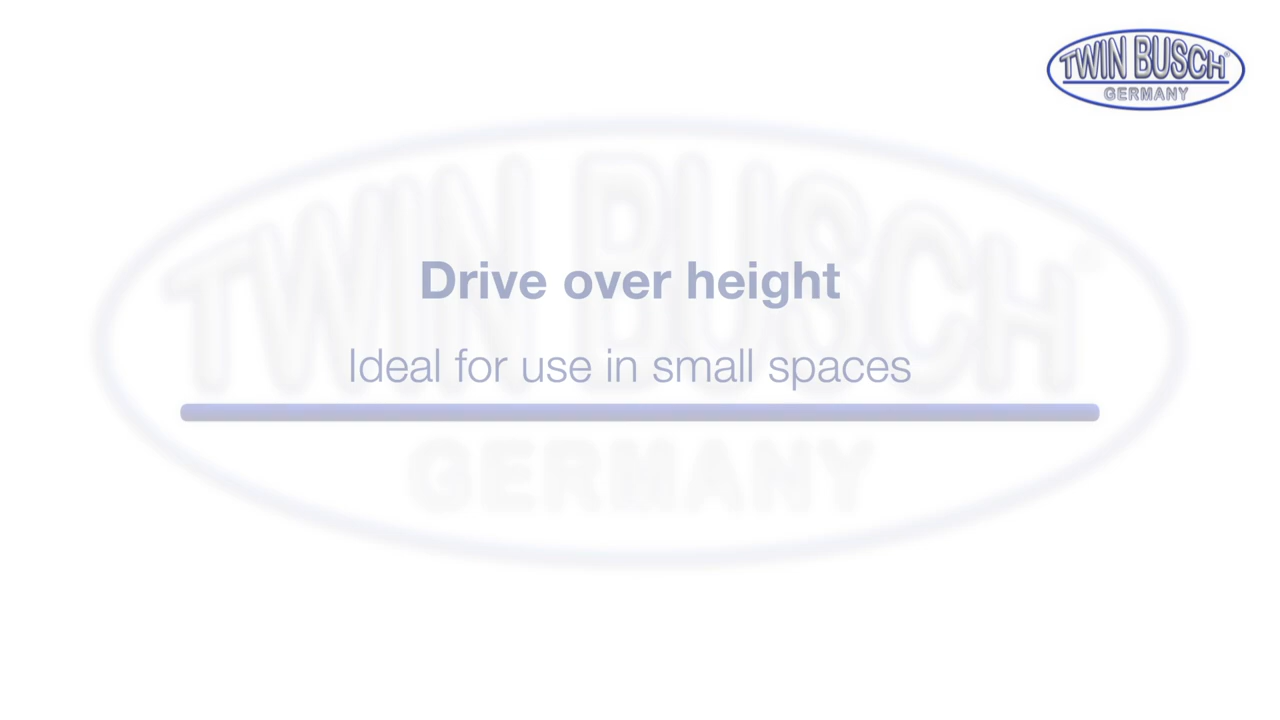 TWIN BUSCH®
GERMANY
TWIN BUSCH®
Drive over height
Ideal for use in small spaces
GERMANY